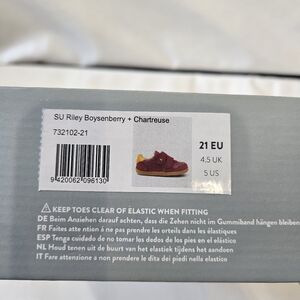 SU Riley Boysenberry + Chartreuse
732102-21
21 EU
4.5 UK
5 US
9420062096130
⚠ KEEP TOES CLEAR OF ELASTIC WHEN FITTING
DE Beim Anziehen darauf achten, dass die Zehen nicht im Gummiband hängen bleiben
FR Faites atte ntion á ne pas prendre les orteils dans les élastiques
ESP Tenga cuidado de no tomar los dedos de los pies en el elástico
NL Houd tenen uit de buurt van elastiek tijdens het aandoen
IT Fare attenzione a non prendere le dita dei piedi nella elastici